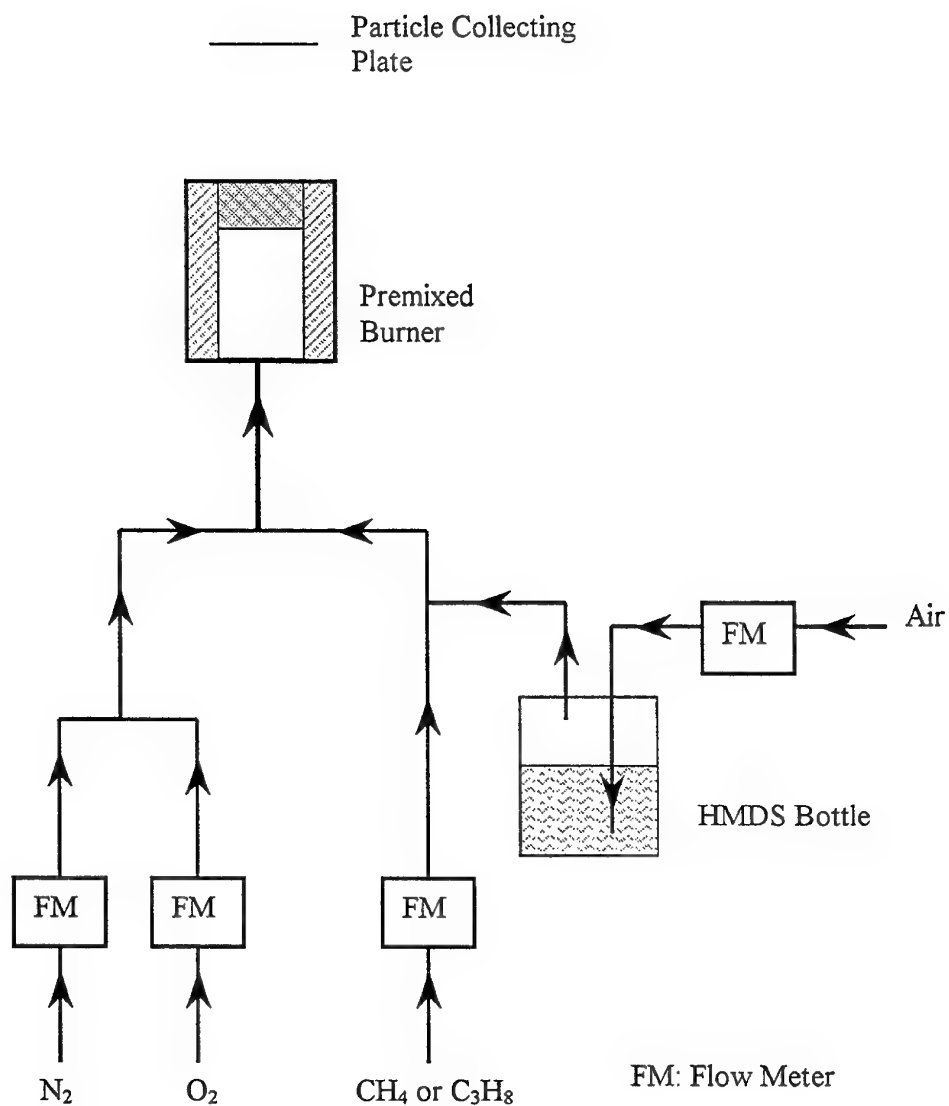 Particle Collecting
Plate
Premixed
Burner
FM
Air
HMDS Bottle
FM
FM
FM
N₂
O₂
CH₄ or C₃H₈
FM: Flow Meter